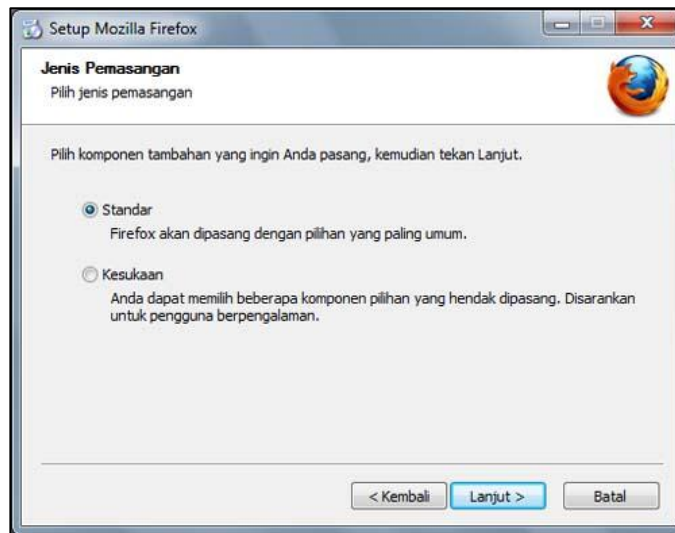 Setup Mozilla Firefox
Jenis Pemasangan
Pilih jenis pemasangan
Pilih komponen tambahan yang ingin Anda pasang, kemudian tekan Lanjut.
Standar
Firefox akan dipasang dengan pilihan yang paling umum.
Kesukaan
Anda dapat memilih beberapa komponen pilihan yang hendak dipasang. Disarankan
untuk pengguna berpengalaman.
< Kembali Lanjut > Batal